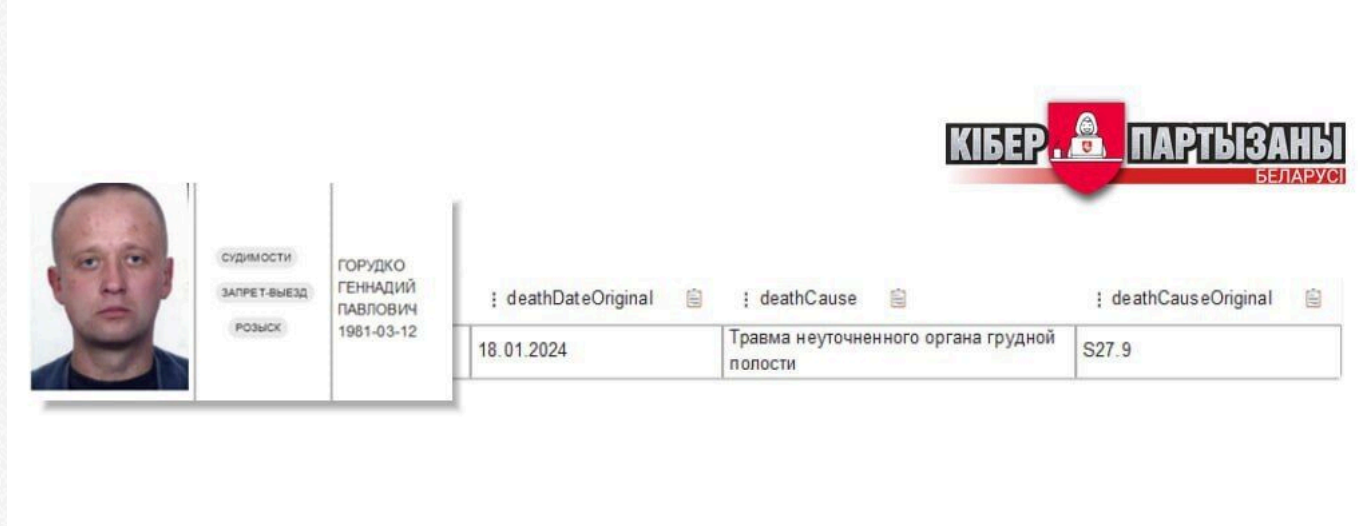 КІБЕР ПАРТЫЗАНЫ
БЕЛАРУСІ
СУДИМОСТИ
ЗАПРЕТ-ВЫЕЗД
РОЗЫСК
ГОРУДКО
ГЕННАДИЙ
ПАВЛОВИЧ
1981-03-12
deathDateOriginal
deathCause
deathCauseOriginal
18.01.2024
Травма неуточненного органа грудной
полости
S27.9